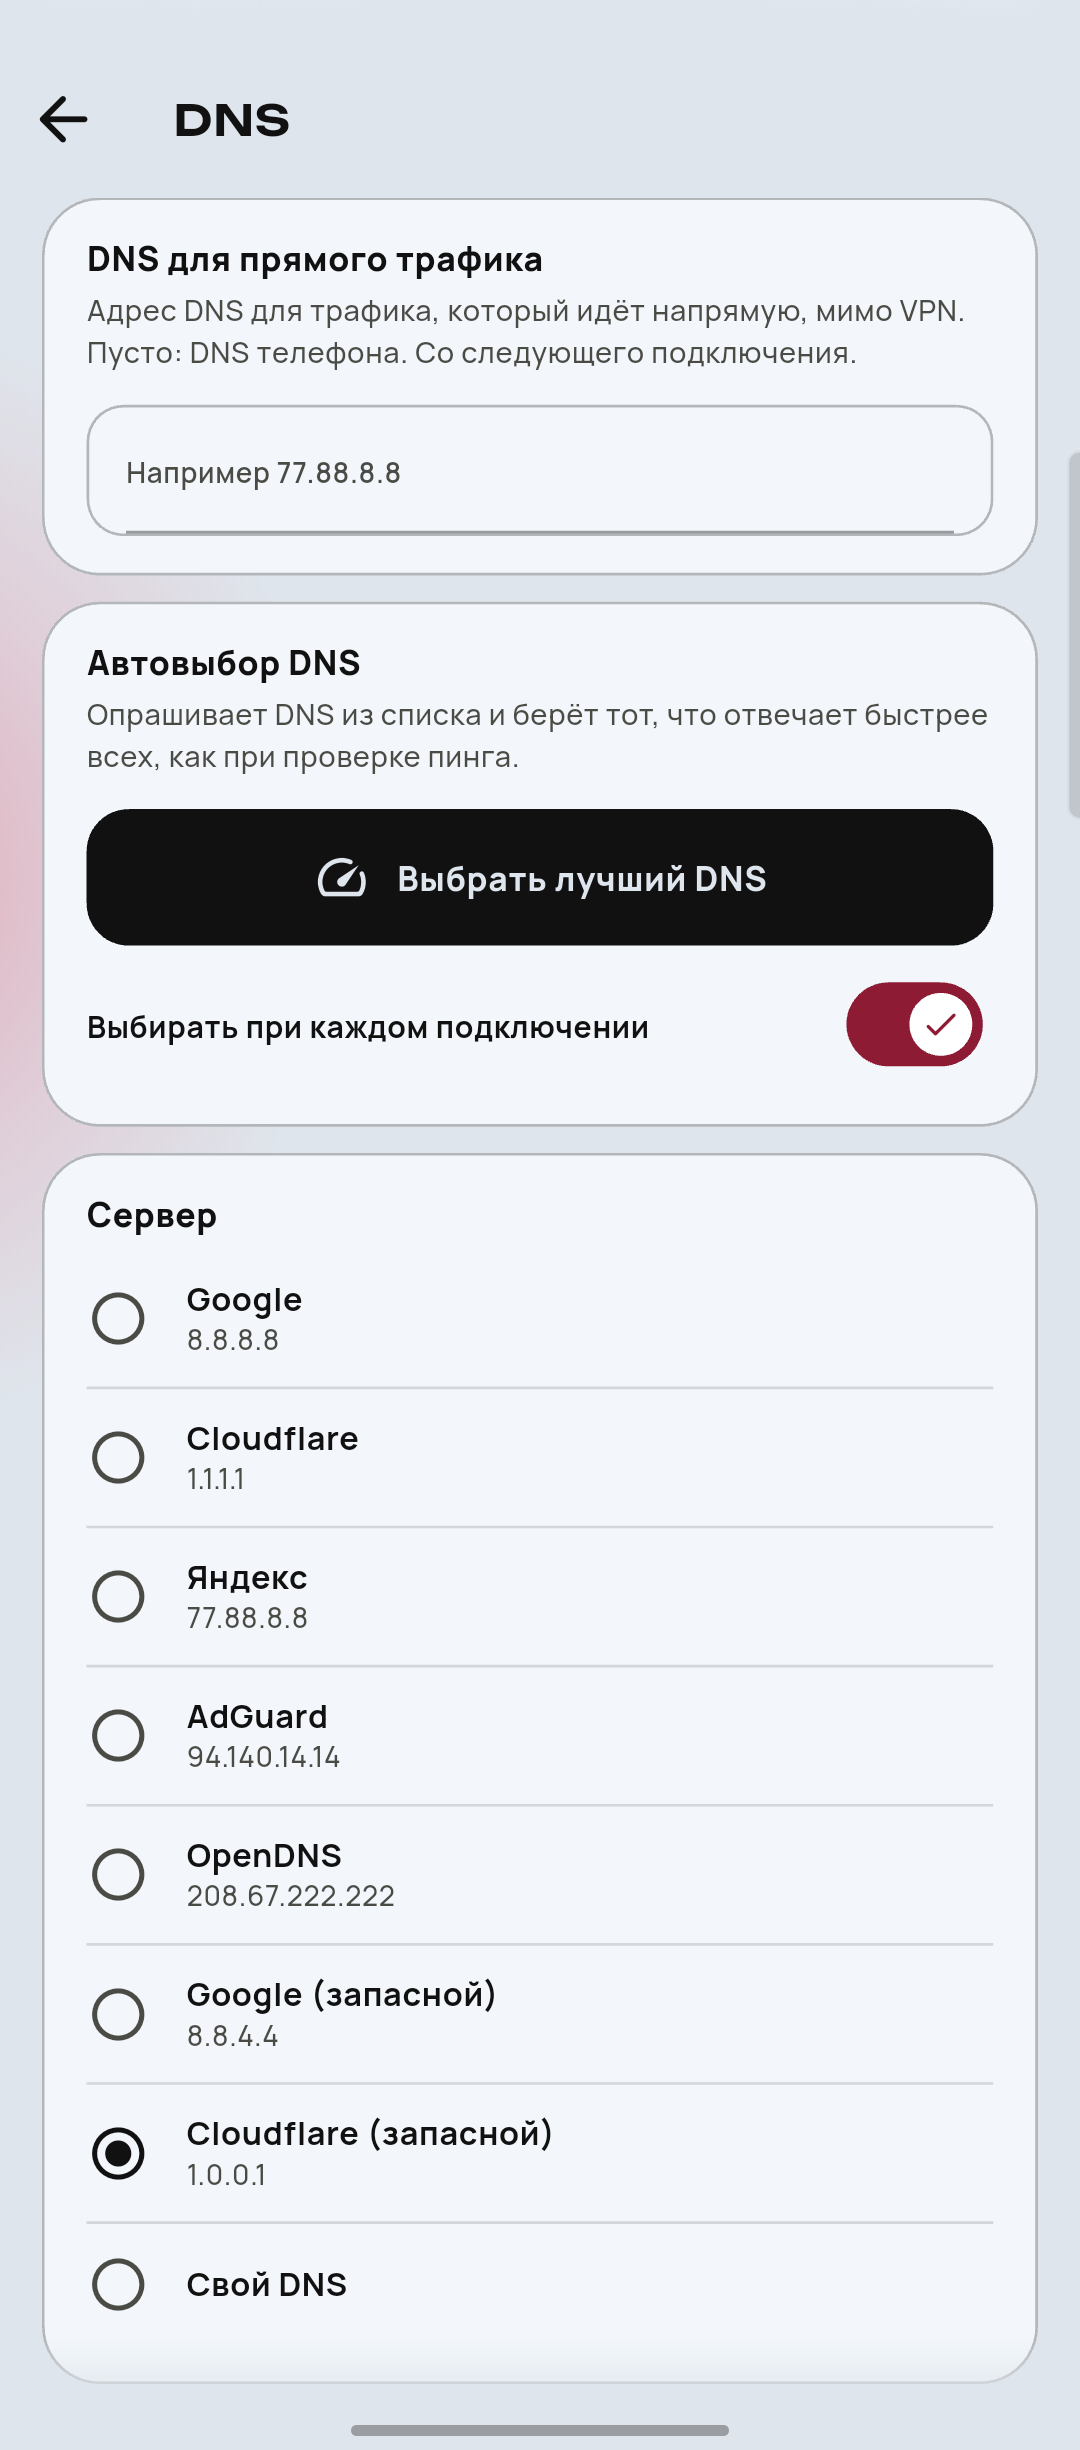 DNS
DNS для прямого трафика
Адрес DNS для трафика, который идёт напрямую, мимо VPN.
Пусто: DNS телефона. Со следующего подключения.
Например 77.88.8.8
Автовыбор DNS
Опрашивает DNS из списка и берёт тот, что отвечает быстрее
всех, как при проверке пинга.
Выбрать лучший DNS
Выбирать при каждом подключении
Сервер
Google
8.8.8.8
Cloudflare
1.1.1.1
Яндекс
77.88.8.8
AdGuard
94.140.14.14
OpenDNS
208.67.222.222
Google (запасной)
8.8.4.4
Cloudflare (запасной)
1.0.0.1
Свой DNS